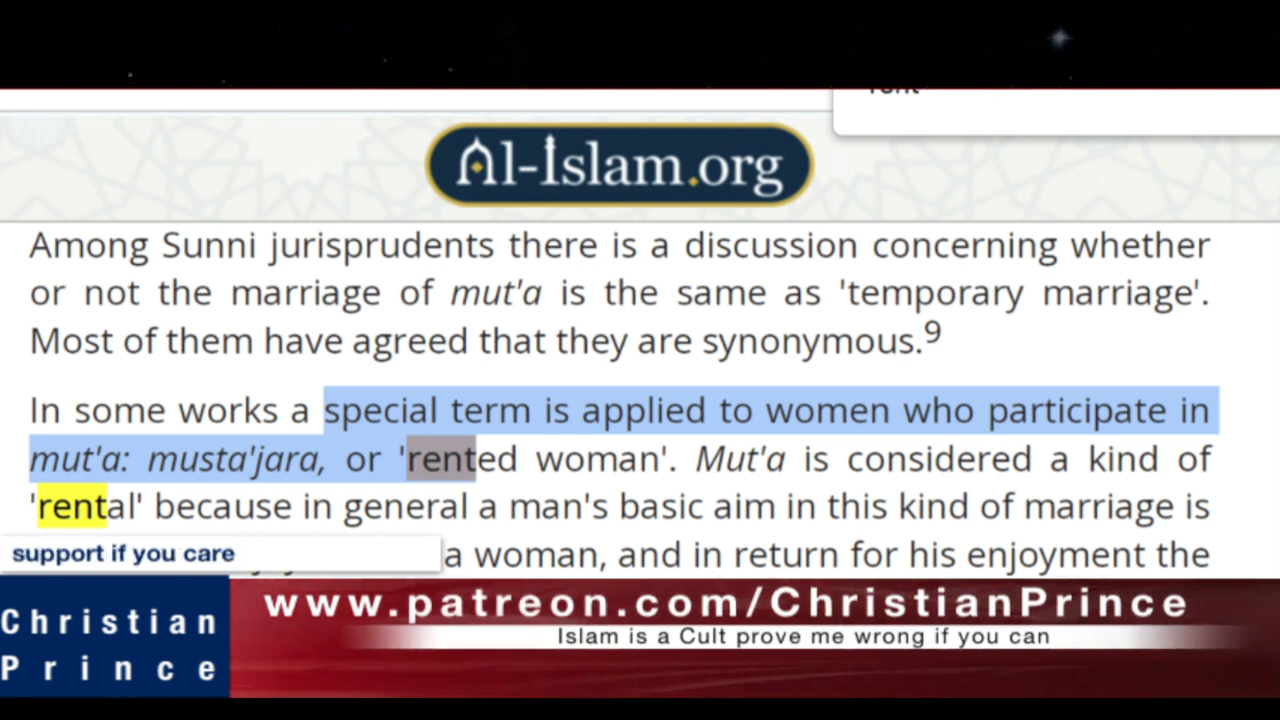 rent
Al-Islam.org
Among Sunni jurisprudents there is a discussion concerning whether
or not the marriage of mut'a is the same as 'temporary marriage'.
Most of them have agreed that they are synonymous.9
In some works a special term is applied to women who participate in
mut'a: musta'jara, or 'rented woman'. Mut'a is considered a kind of
'rental' because in general a man's basic aim in this kind of marriage is
a woman, and in return for his enjoyment the
support if you care
Christian
Prince
www.patreon.com/ChristianPrince
Islam is a Cult prove me wrong if you can